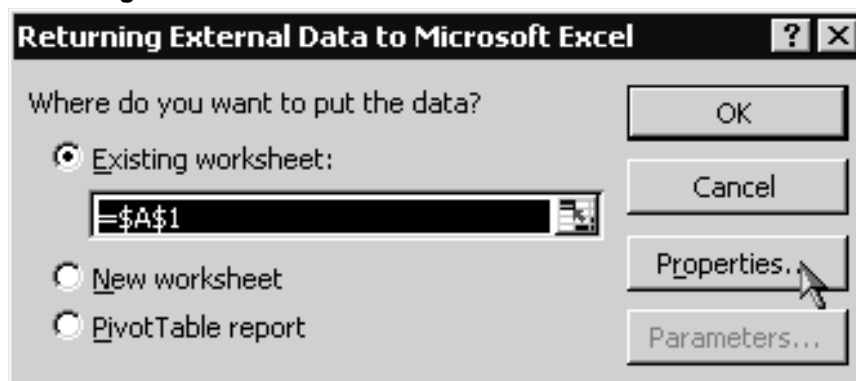 Returning External Data to Microsoft Excel ? ×
Where do you want to put the data?
OK
Existing worksheet:
Cancel
=$A$1
Properties...
New worksheet
PivotTable report
Parameters...